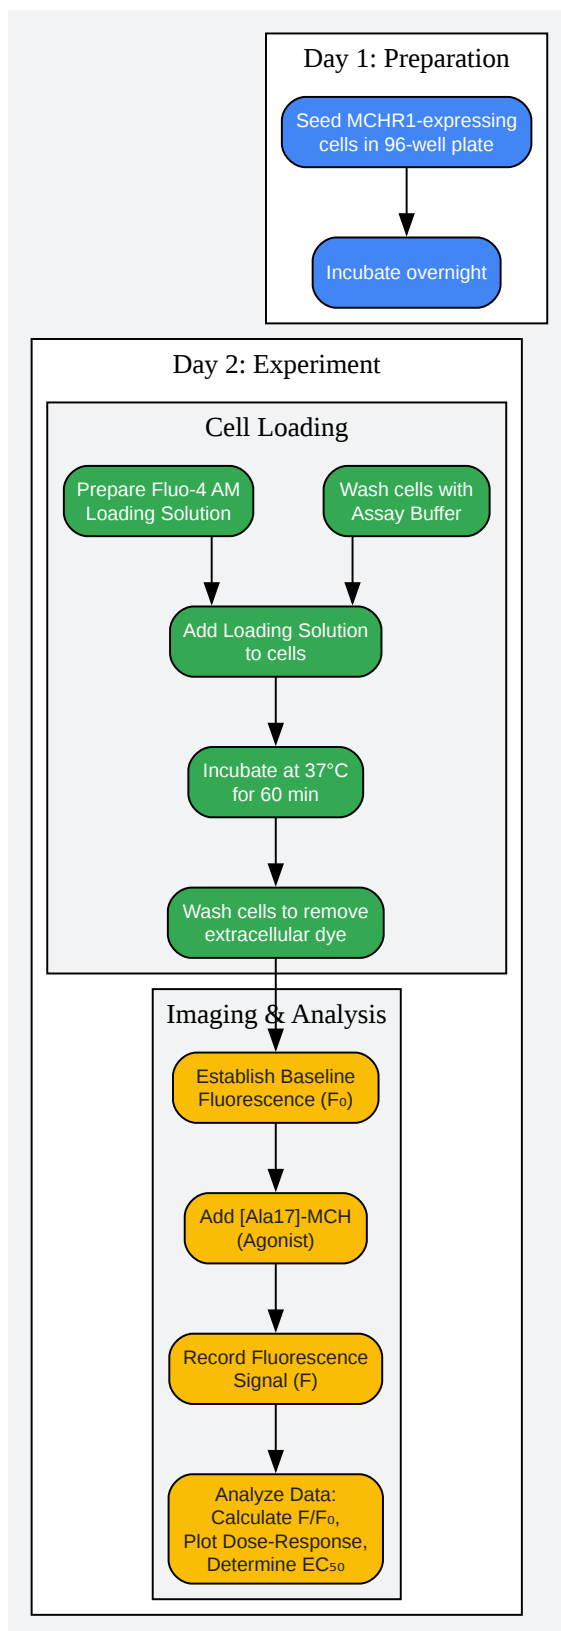 Day 1: Preparation
Seed MCHR1-expressing
cells in 96-well plate
Incubate overnight
Day 2: Experiment
Cell Loading
Prepare Fluo-4 AM
Loading Solution
Wash cells with
Assay Buffer
Add Loading Solution
to cells
Incubate at 37°C
for 60 min
Wash cells to remove
extracellular dye
Imaging & Analysis
Establish Baseline
Fluorescence (F₀)
Add [Ala17]-MCH
(Agonist)
Record Fluorescence
Signal (F)
Analyze Data:
Calculate F/F₀,
Plot Dose-Response,
Determine EC₅₀